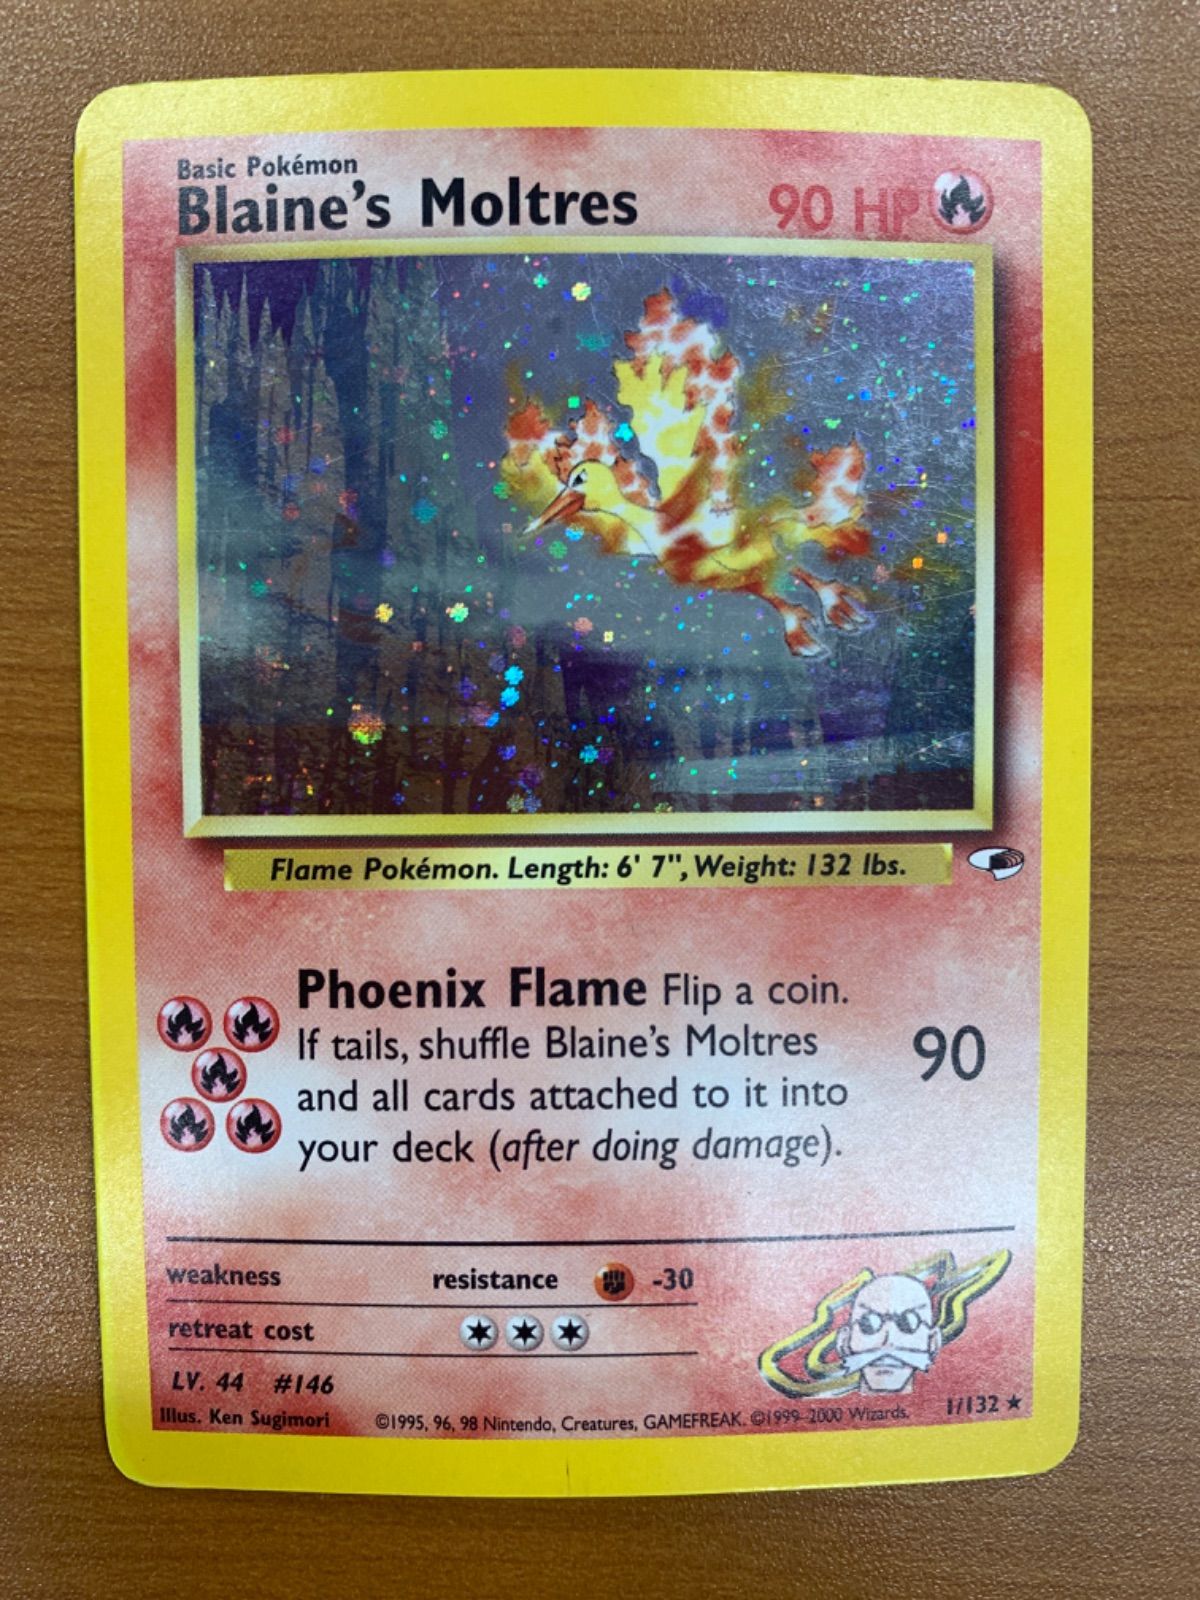 Basic Pokémon
Blaine's Moltres 90 HP
Flame Pokémon. Length: 6' 7", Weight: 132 lbs.
Phoenix Flame Flip a coin.
If tails, shuffle Blaine's Moltres
and all cards attached to it into
your deck (after doing damage).
90
weakness resistance -30
retreat cost
LV. 44 #146
Illus. Ken Sugimori ©1995, 96, 98 Nintendo, Creatures, GAMEFREAK. ©1999-2000 Wizards. 1/132 ★